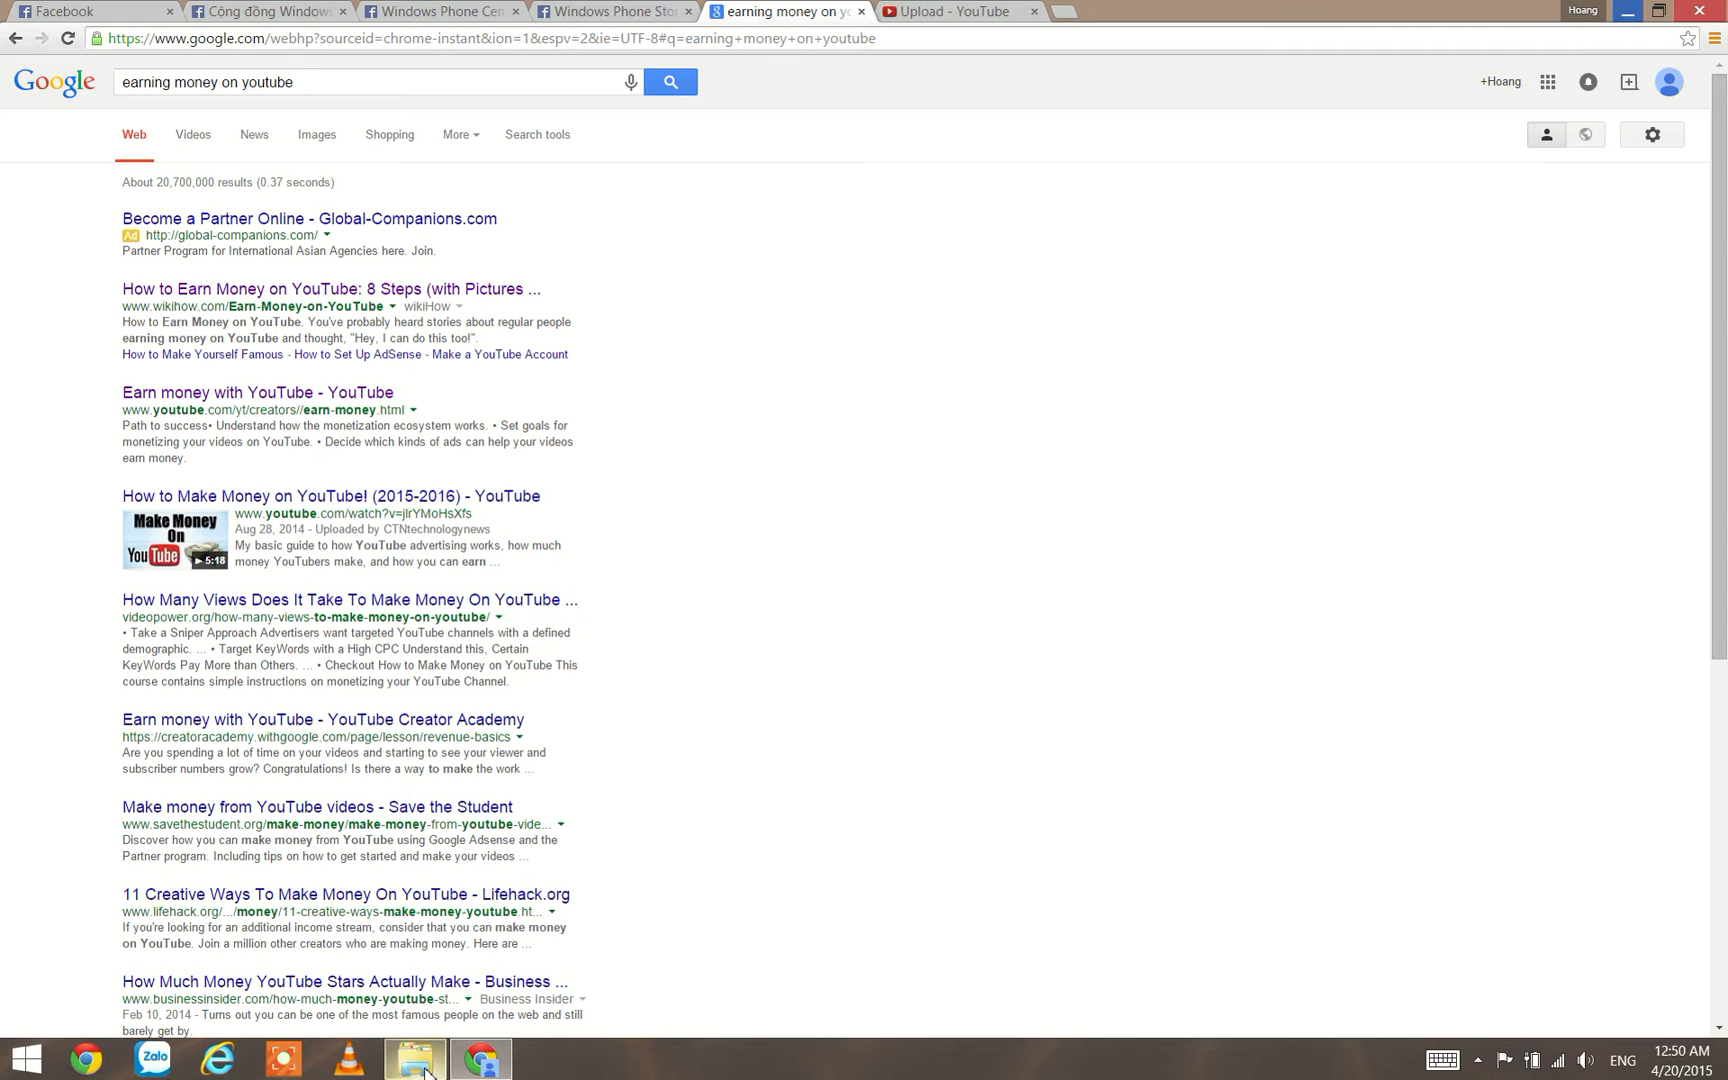 Facebook
Cộng đồng Windows
Windows Phone Cen
Windows Phone Sto
earning money on y
Upload - YouTube
Hoang
https://www.google.com/webhp?sourceid=chrome-instant&ion=1&espv=2&ie=UTF-8#q=earning+money+on+youtube
Google
earning money on youtube
+Hoang
Web Videos News Images Shopping More Search tools
About 20,700,000 results (0.37 seconds)
Become a Partner Online - Global-Companions.com
Ad http://global-companions.com/
Partner Program for International Asian Agencies here. Join.
How to Earn Money on YouTube: 8 Steps (with Pictures ...
www.wikihow.com/Earn-Money-on-YouTube wikiHow
How to Earn Money on YouTube. You've probably heard stories about regular people
earning money on YouTube and thought, "Hey, I can do this too!".
How to Make Yourself Famous - How to Set Up AdSense - Make a YouTube Account
Earn money with YouTube - YouTube
www.youtube.com/yt/creators//earn-money.html
Path to success• Understand how the monetization ecosystem works. • Set goals for
monetizing your videos on YouTube. • Decide which kinds of ads can help your videos
earn money.
How to Make Money on YouTube! (2015-2016) - YouTube
Make Money
On
YouTube
5:18
www.youtube.com/watch?v=jlrYMoHsXfs
Aug 28, 2014 - Uploaded by CTNtechnologynews
My basic guide to how YouTube advertising works, how much
money YouTubers make, and how you can earn ...
How Many Views Does It Take To Make Money On YouTube ...
videopower.org/how-many-views-to-make-money-on-youtube/
• Take a Sniper Approach Advertisers want targeted YouTube channels with a defined
demographic. ... • Target KeyWords with a High CPC Understand this, Certain
KeyWords Pay More than Others. ... • Checkout How to Make Money on YouTube This
course contains simple instructions on monetizing your YouTube Channel.
Earn money with YouTube - YouTube Creator Academy
https://creatoracademy.withgoogle.com/page/lesson/revenue-basics
Are you spending a lot of time on your videos and starting to see your viewer and
subscriber numbers grow? Congratulations! Is there a way to make the work ...
Make money from YouTube videos - Save the Student
www.savethestudent.org/make-money/make-money-from-youtube-vide...
Discover how you can make money from YouTube using Google Adsense and the
Partner program. Including tips on how to get started and make your videos ...
11 Creative Ways To Make Money On YouTube - Lifehack.org
www.lifehack.org/.../money/11-creative-ways-make-money-youtube.ht...
If you're looking for an additional income stream, consider that you can make money
on YouTube. Join a million other creators who are making money. Here are ...
How Much Money YouTube Stars Actually Make - Business ...
www.businessinsider.com/how-much-money-youtube-st... Business Insider
Feb 10, 2014 - Turns out you can be one of the most famous people on the web and still
barely get by.
Zalo
ENG
12:50 AM
4/20/2015